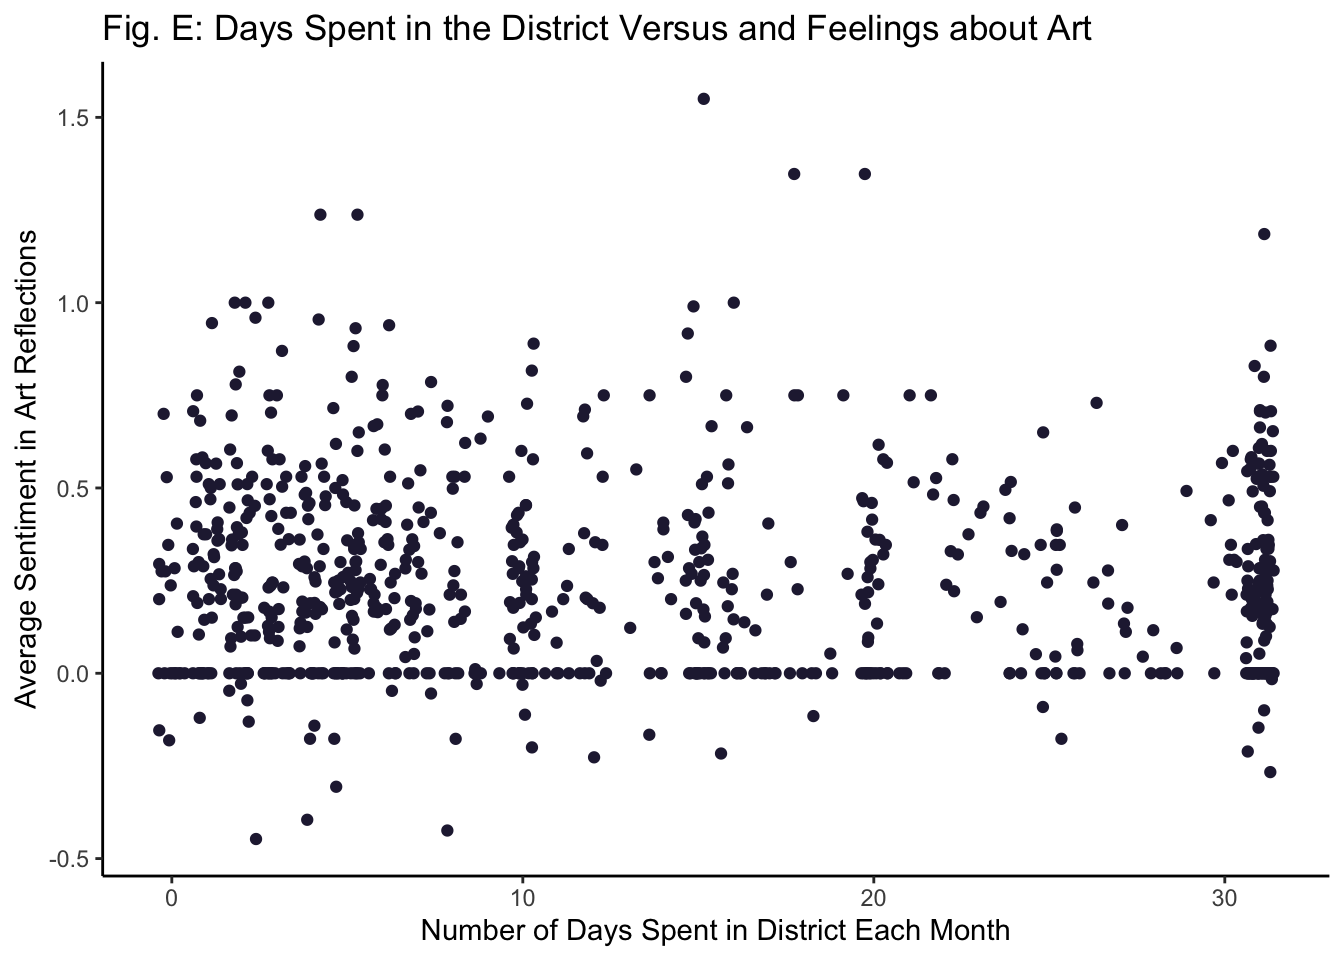 Fig. E: Days Spent in the District Versus and Feelings about Art
Average Sentiment in Art Reflections
1.5
1.0
0.5
0.0
-0.5
0 10 20 30
Number of Days Spent in District Each Month